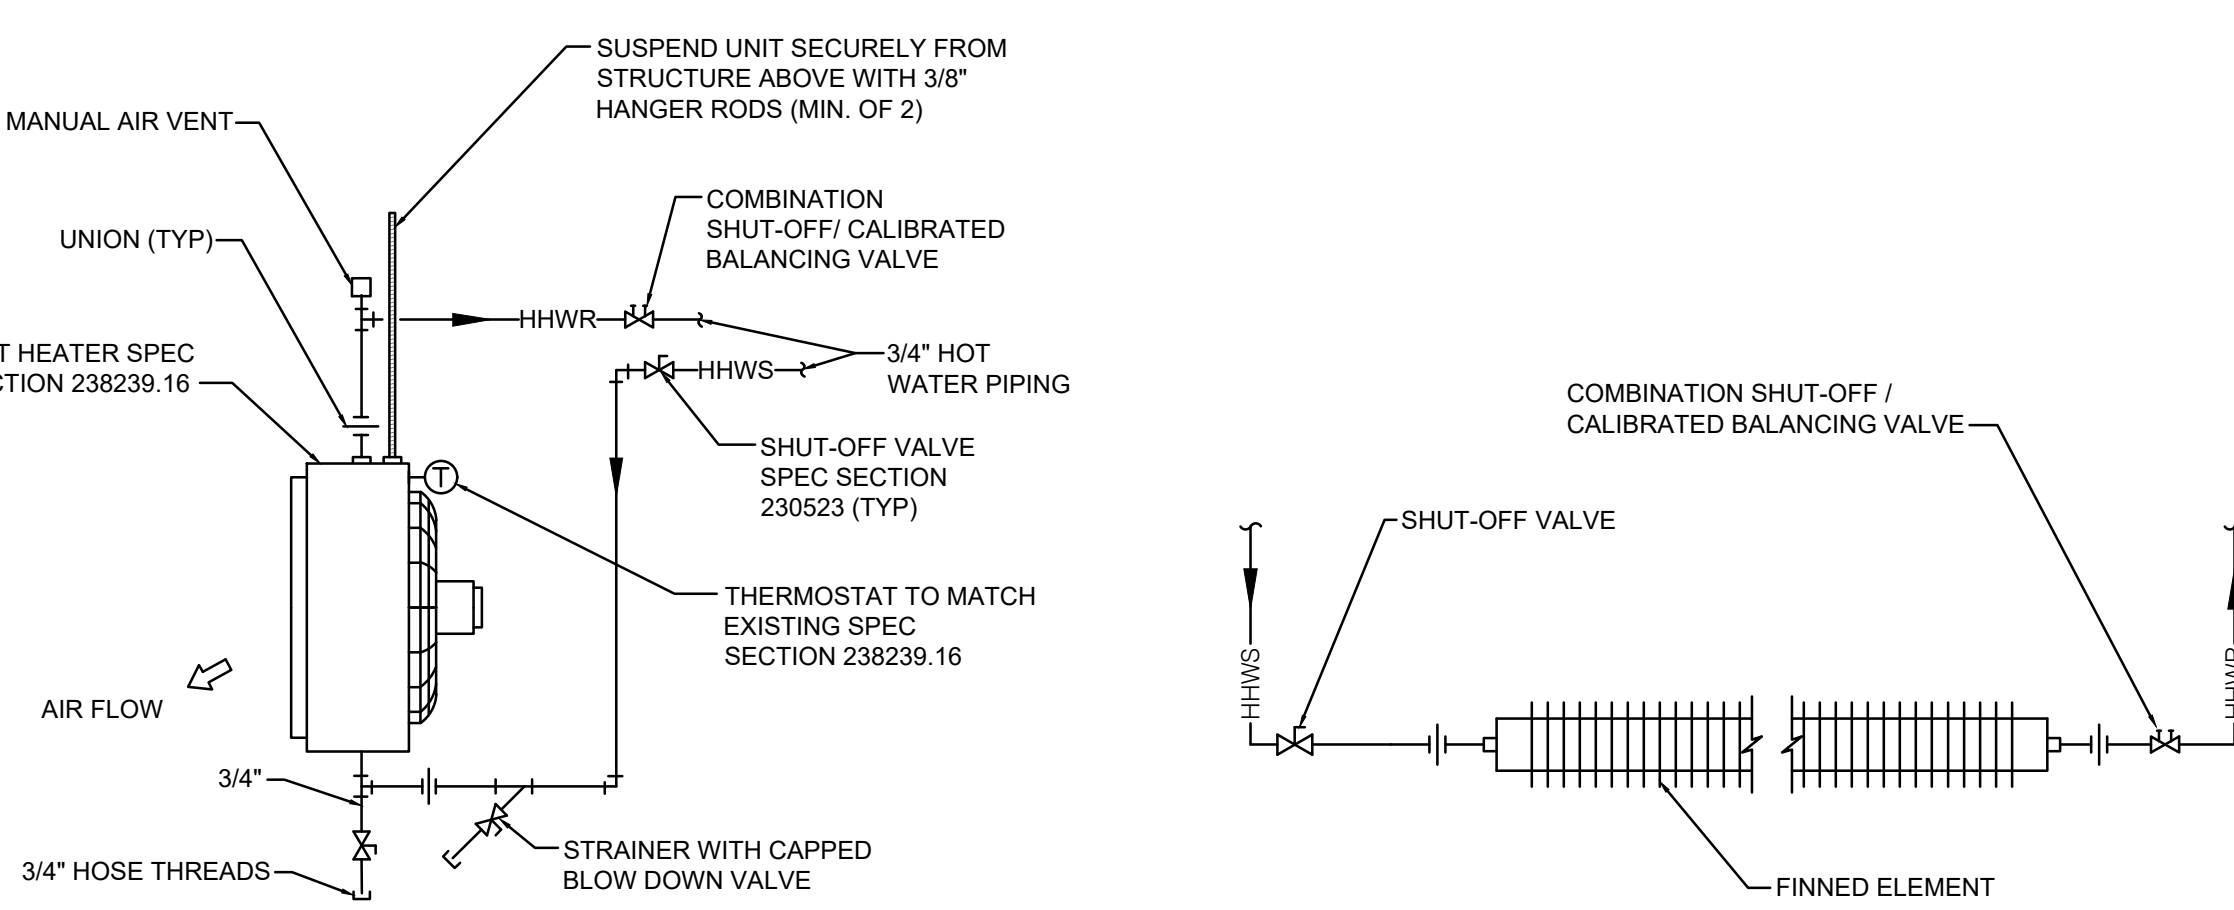 SUSPEND UNIT SECURELY FROM
STRUCTURE ABOVE WITH 3/8"
HANGER RODS (MIN. OF 2)
MANUAL AIR VENT
COMBINATION
SHUT-OFF/ CALIBRATED
BALANCING VALVE
UNION (TYP)
HHWR
HHWS
3/4" HOT
WATER PIPING
T HEATER SPEC
CTION 238239.16
SHUT-OFF VALVE
SPEC SECTION
230523 (TYP)
T
THERMOSTAT TO MATCH
EXISTING SPEC
SECTION 238239.16
AIR FLOW
3/4"
3/4" HOSE THREADS
STRAINER WITH CAPPED
BLOW DOWN VALVE
COMBINATION SHUT-OFF /
CALIBRATED BALANCING VALVE
SHUT-OFF VALVE
HHWS
HHWR
FINNED ELEMENT